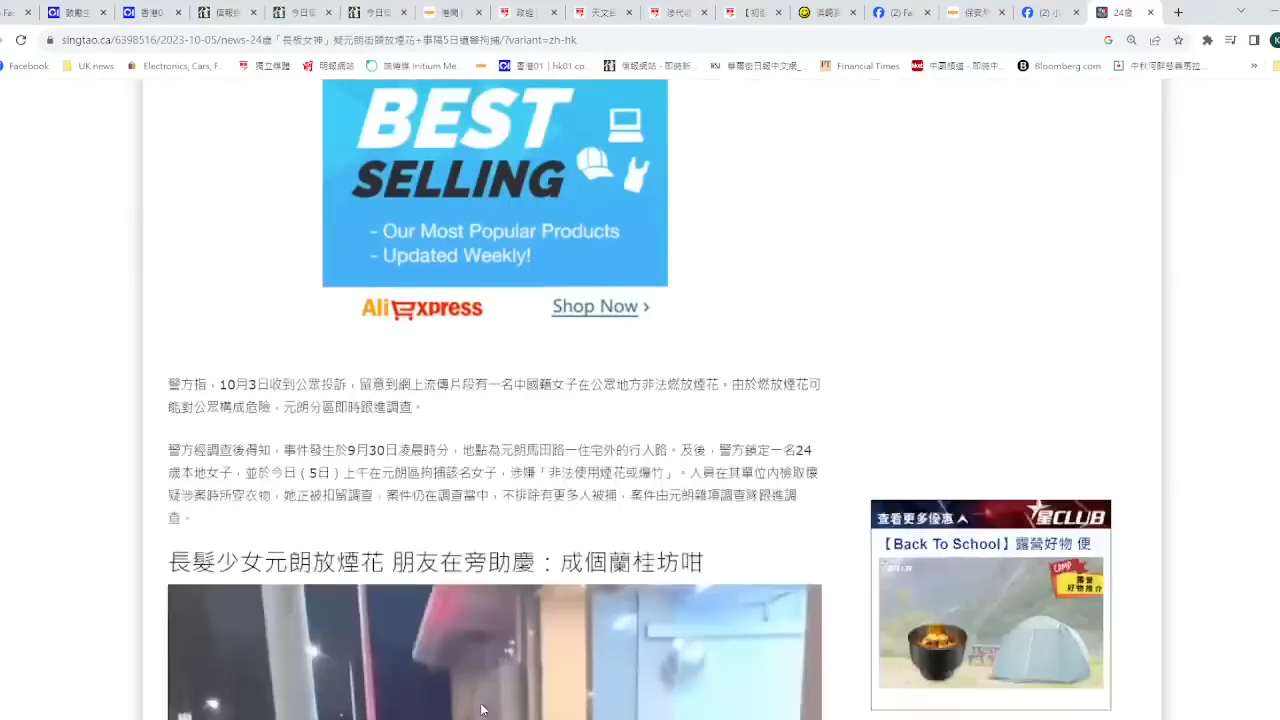 24歲
singtao.ca/6398516/2023-10-05/news-24歲「長板女神」疑元朗街頭放煙花+事隔5日遭警拘捕/?variant=zh-hk
Facebook
UK news
Electronics, Cars, F...
獨立媒體
明報網站
端傳媒 Initium Me...
香港01 | hk01.co...
信報網站 - 即時新...
華爾街日報中文網_...
Financial Times
Bloomberg.com
»
BEST
SELLING
- Our Most Popular Products
- Updated Weekly!
AliExpress
Shop Now ›
警方指，10月3日收到公眾投訴，留意到網上流傳片段有一名中國籍女子在公眾地方非法燃放煙花。由於燃放煙花可
能對公眾構成危險，元朗分區即時跟進調查。
警方經調查後得知，事件發生於9月30日凌晨時分，地點為元朗馬田路一住宅外的行人路。及後，警方鎖定一名24
歲本地女子，並於今日（5日）上午在元朗區拘捕該名女子，涉嫌「非法使用煙花或爆竹」。人員在其單位內檢取懷
疑涉案時所穿衣物，她正被扣留調查，案件仍在調查當中，不排除有更多人被捕，案件由元朗雜項調查隊跟進調
查。
長髮少女元朗放煙花 朋友在旁助慶：成個蘭桂坊咁
查看更多優惠
星CLUB
【Back To School】露營好物 便
CAMP
露營
好物推介